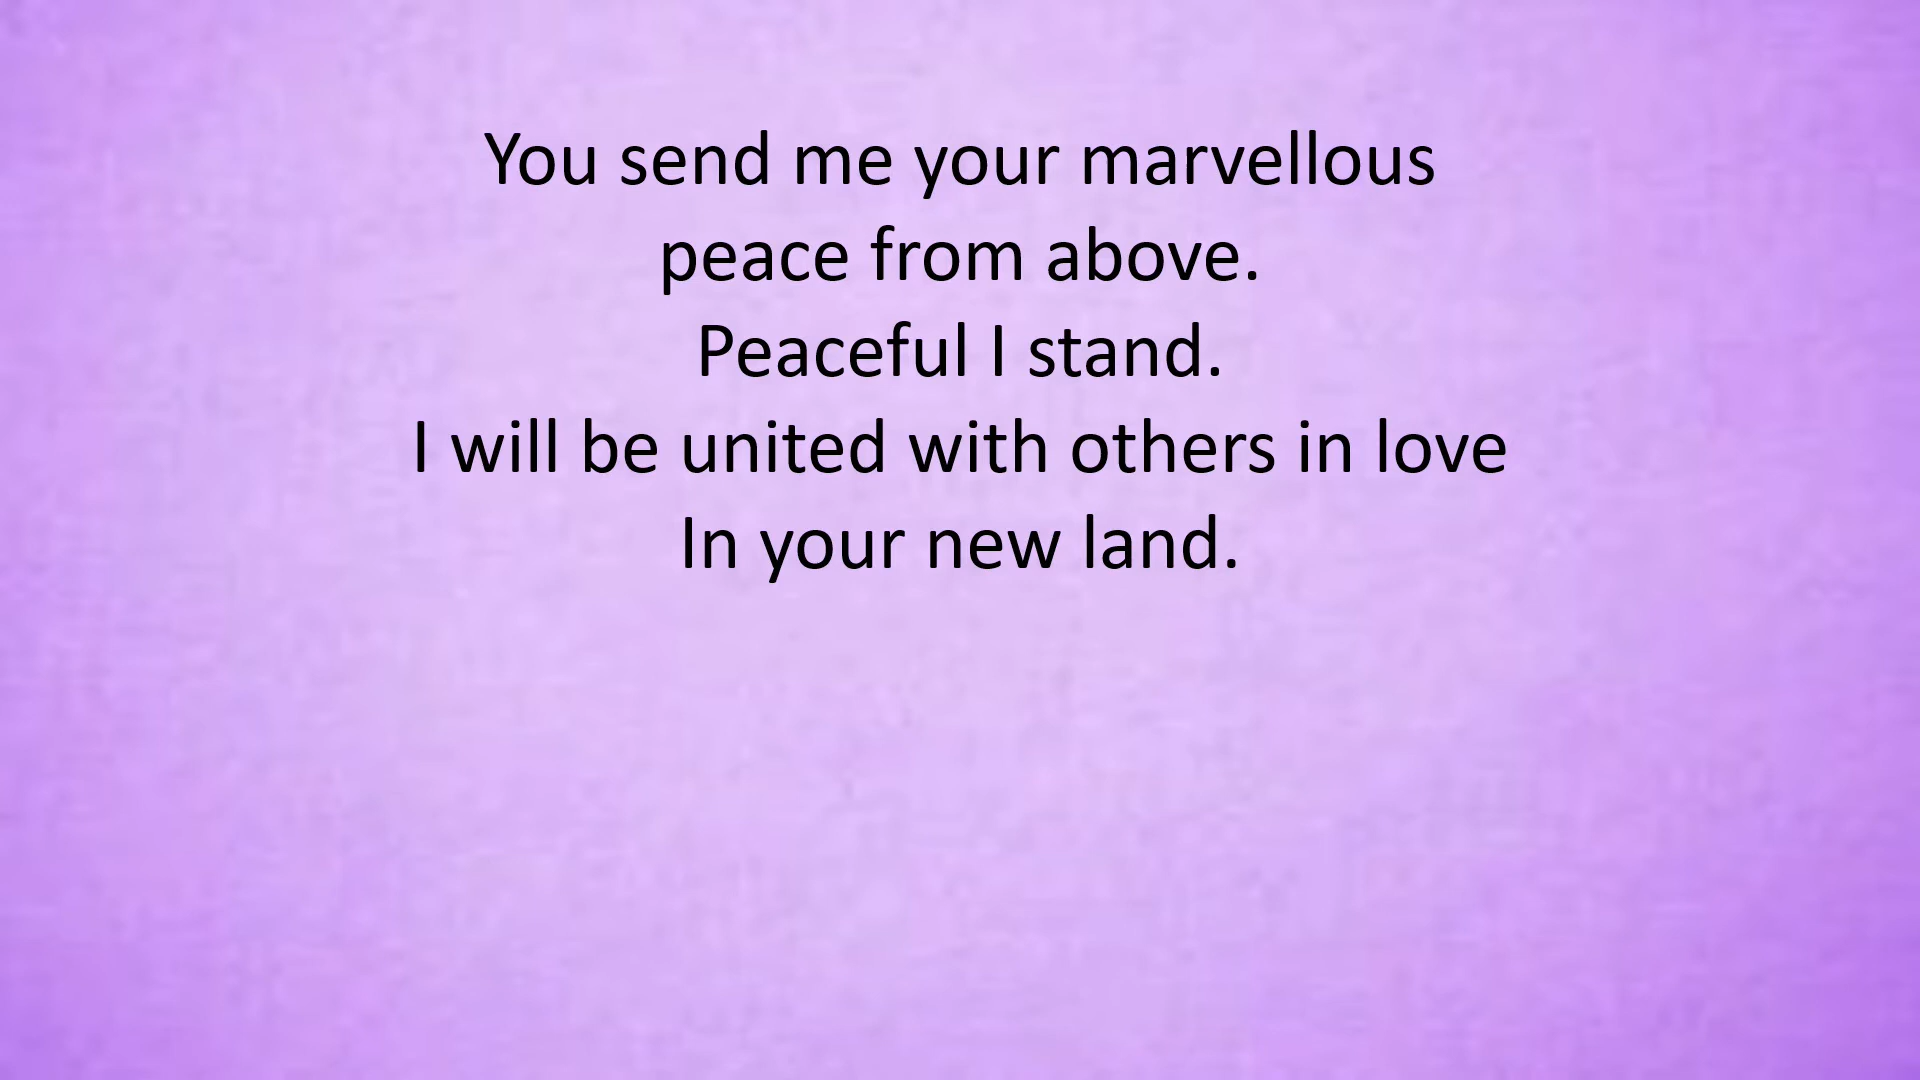 You send me your marvellous
peace from above.
Peaceful I stand.
I will be united with others in love
In your new land.